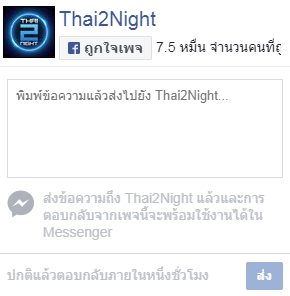 THAI
2
NIGHT
Thai2Night
ถูกใจเพจ 7.5 หมื่น จำนวนคนที่ถู
พิมพ์ข้อความแล้วส่งไปยัง Thai2Night...
ส่งข้อความถึง Thai2Night แล้วและการ
ตอบกลับจากเพจนี้จะพร้อมใช้งานได้ใน
Messenger
ปกติแล้วตอบกลับภายในหนึ่งชั่วโมง ส่ง